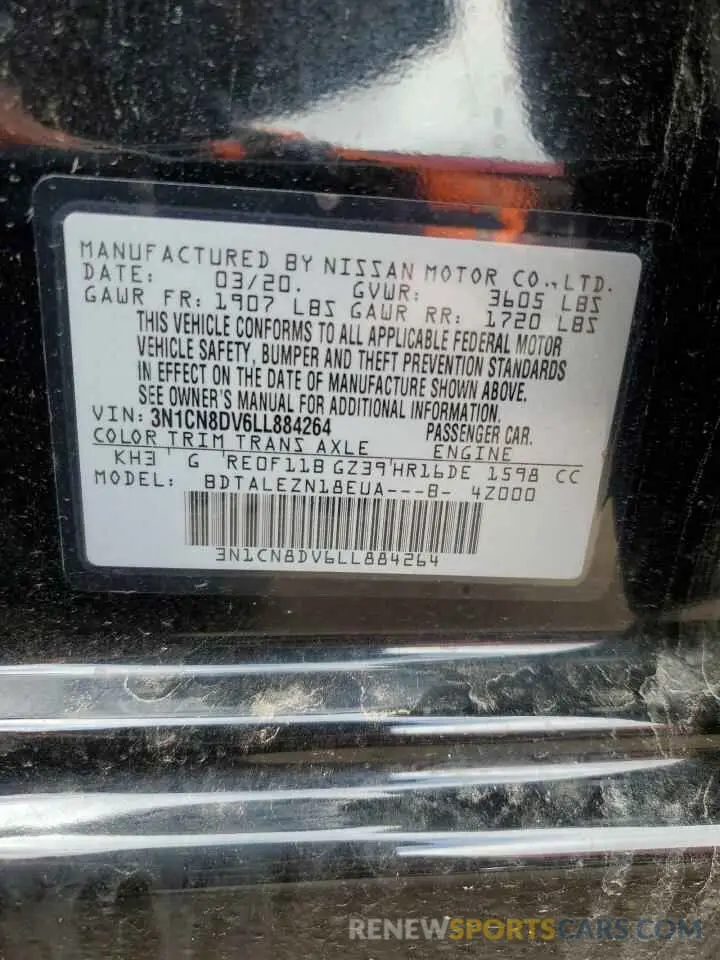 MANUFACTURED BY NISSAN MOTOR CO., LTD.
DATE: 03/20. GVWR: 3605 LBS
GAWR FR: 1907 LBS GAWR RR: 1720 LBS
THIS VEHICLE CONFORMS TO ALL APPLICABLE FEDERAL MOTOR
VEHICLE SAFETY, BUMPER AND THEFT PREVENTION STANDARDS
IN EFFECT ON THE DATE OF MANUFACTURE SHOWN ABOVE.
SEE OWNER'S MANUAL FOR ADDITIONAL INFORMATION.
VIN: 3N1CN8DV6LL884264 PASSENGER CAR.
COLOR TRIM TRANS AXLE ENGINE
KH3 ' G ' RE0F11B GZ39'HR16DE 1598 CC
MODEL: BDTALEZN18EUA---B- 4Z000
3N1CN8DV6LL884264
RENEWSPORTSCARS.COM